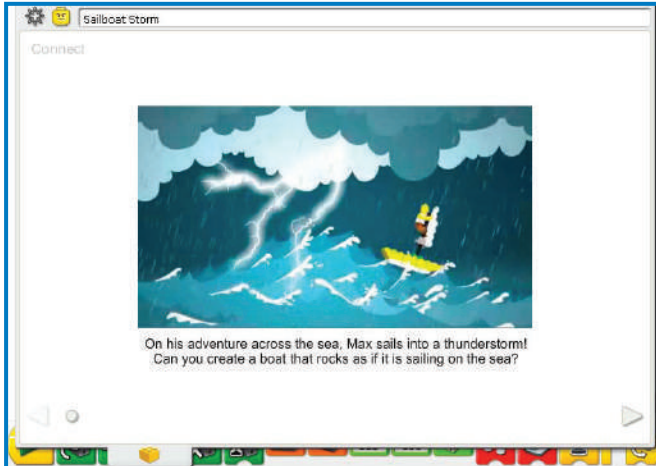 Sailboat Storm
Connect
On his adventure across the sea, Max sails into a thunderstorm!
Can you create a boat that rocks as if it is sailing on the sea?